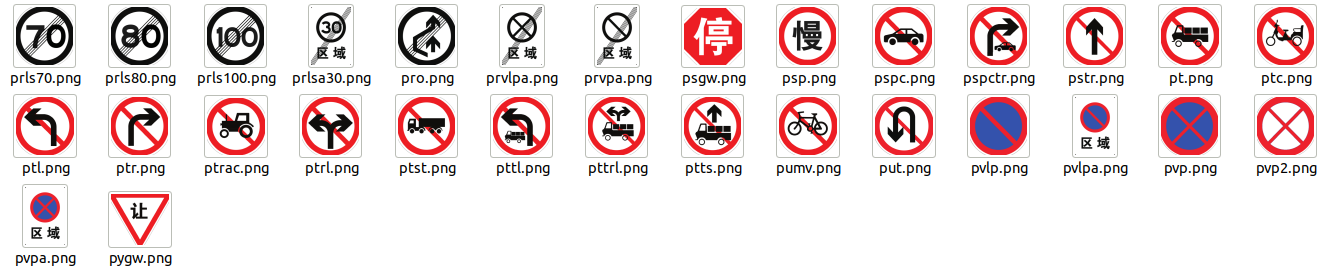 70 80 100 30 停 慢
区域 区域 区域
prls70.png prls80.png prls100.png prlsa30.png pro.png prvlpa.png prvpa.png psgw.png psp.png pspc.png pspctr.png pstr.png pt.png ptc.png
区域
ptl.png ptr.png ptrac.png ptrl.png ptst.png pttl.png pttrl.png ptts.png pumv.png put.png pvlp.png pvlpa.png pvp.png pvp2.png
让
区域
pvpa.png pygw.png